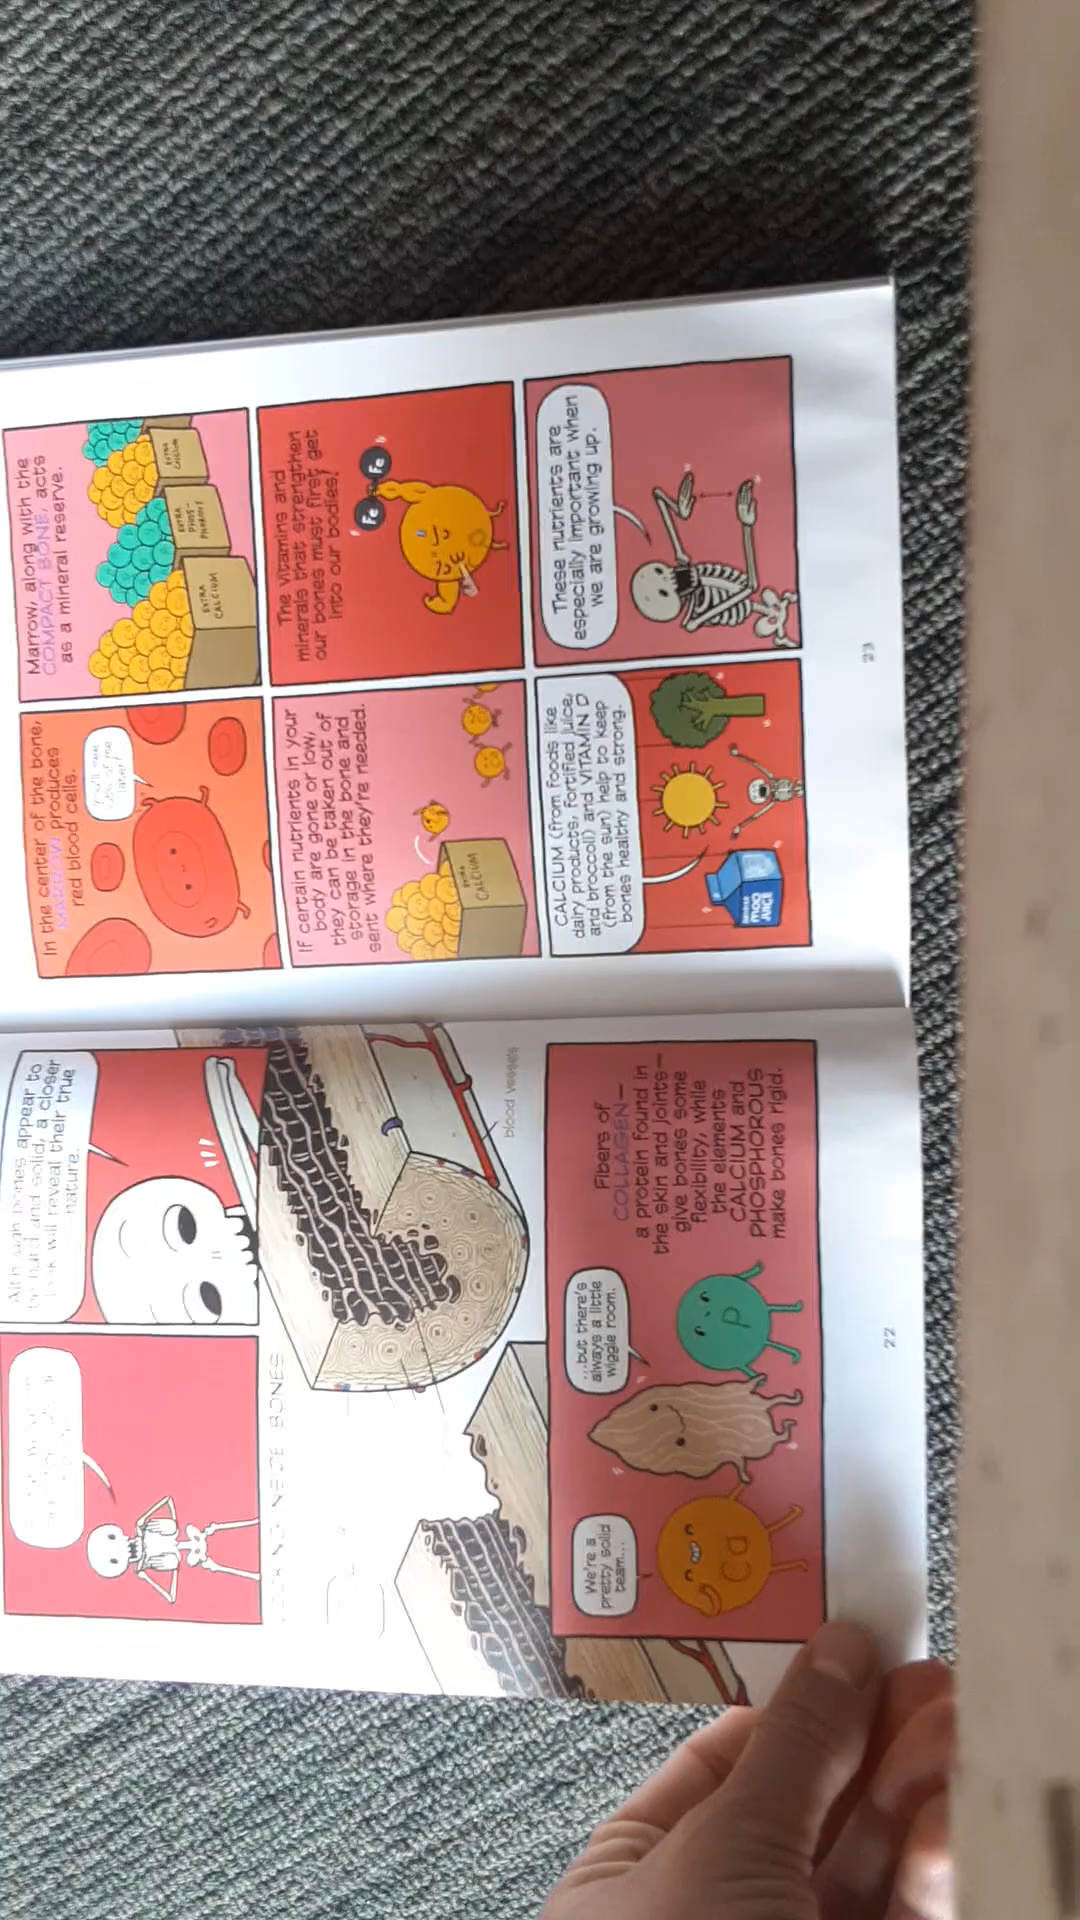 Although bones appear to
be hard and solid, a closer
look will reveal their true
nature.
LOOKING INSIDE BONES
blood vessels
We're a
pretty solid
team...
...but there's
always a little
wiggle room.
Ca
P
Fibers of
COLLAGEN—
a protein found in
the skin and joints—
give bones some
flexibility, while
the elements
CALCIUM and
PHOSPHOROUS
make bones rigid.
22
In the center of the bone,
MARROW produces
red blood cells.
Marrow, along with the
COMPACT BONE, acts
as a mineral reserve.
EXTRA
CALCIUM
EXTRA
PHOS-
PHOROUS
EXTRA
CALCIUM
If certain nutrients in your
body are gone or low,
they can be taken out of
storage in the bone and
sent where they're needed.
EXTRA
CALCIUM
The vitamins and
minerals that strengthen
our bones must first get
into our bodies!
Fe
Fe
CALCIUM (from foods like
dairy products, fortified juice,
and broccoli) and VITAMIN D
(from the sun) help to keep
bones healthy and strong.
MOO
JUICE
These nutrients are
especially important when
we are growing up.
23